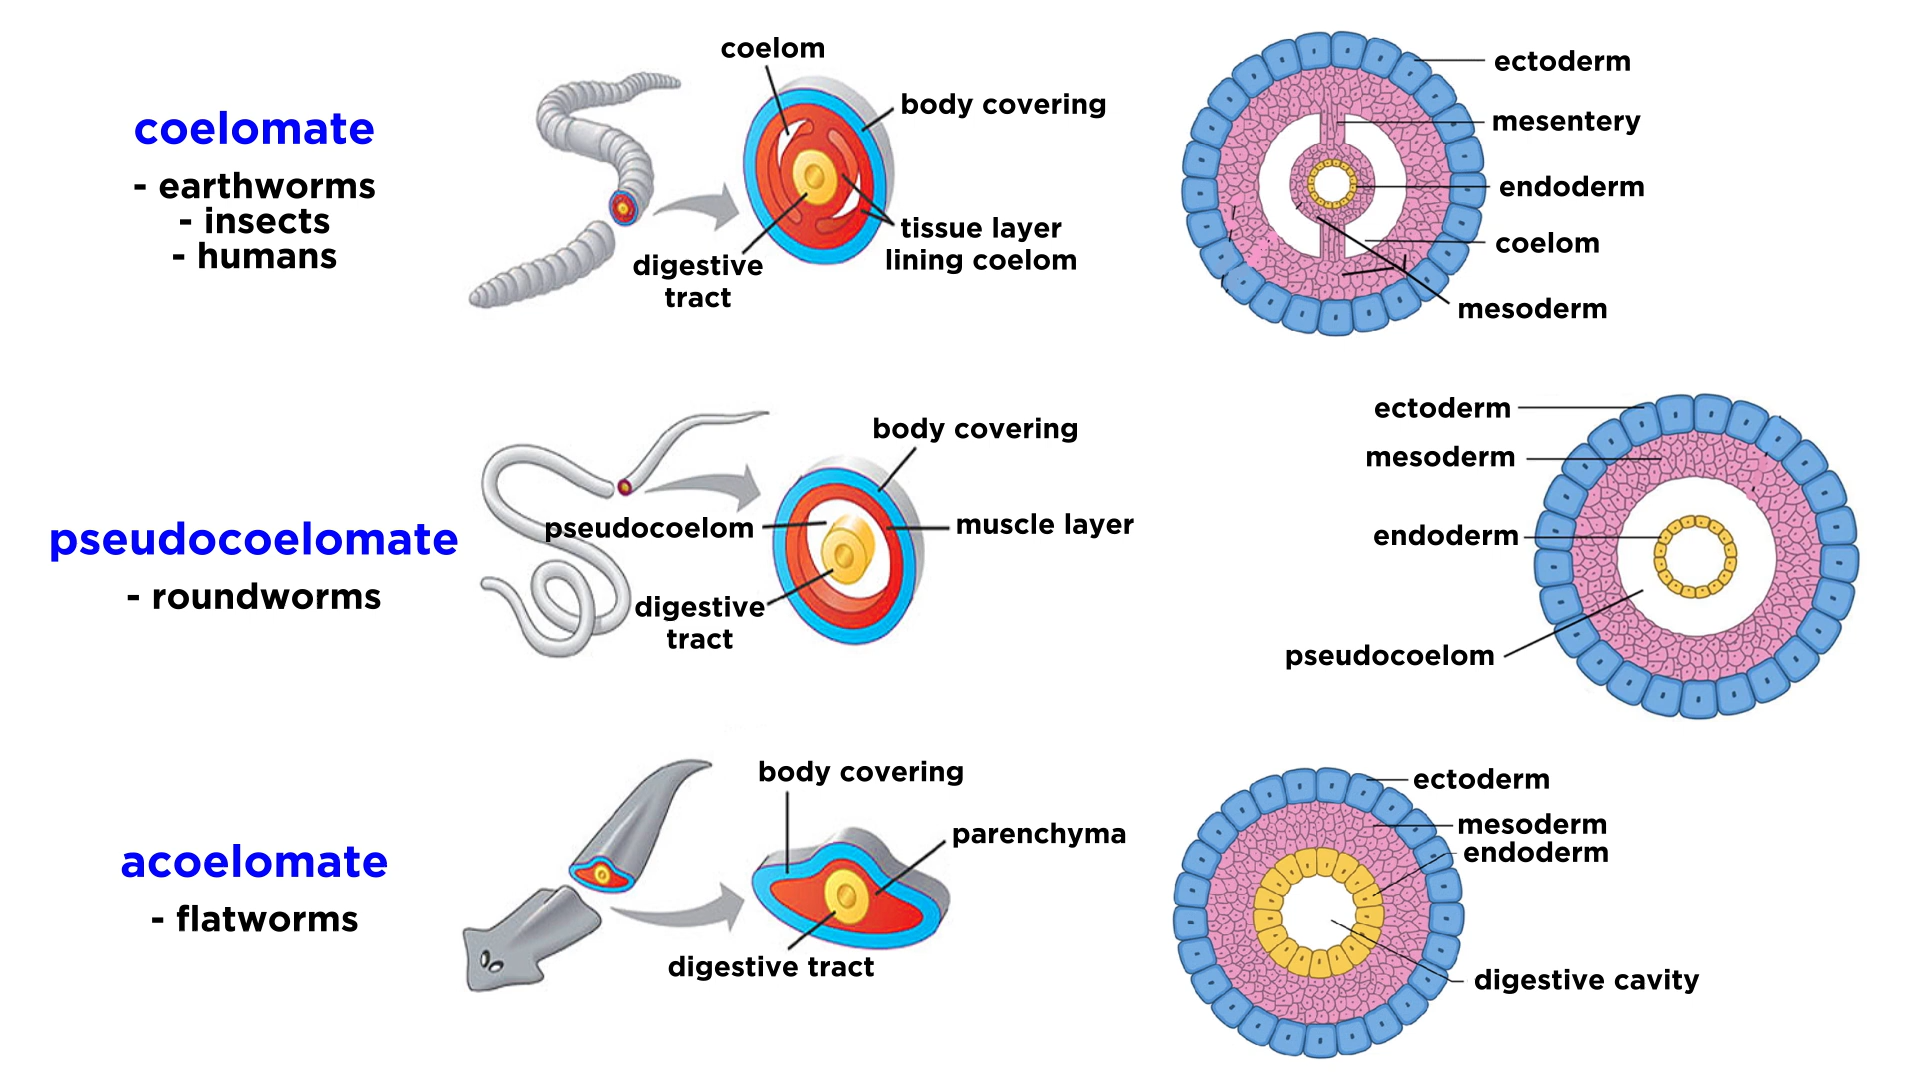 coelomate
- earthworms
- insects
- humans
coelom
body covering
tissue layer
lining coelom
digestive
tract
ectoderm
mesentery
endoderm
coelom
mesoderm
pseudocoelomate
- roundworms
body covering
pseudocoelom
muscle layer
digestive
tract
ectoderm
mesoderm
endoderm
pseudocoelom
acoelomate
- flatworms
body covering
parenchyma
digestive tract
ectoderm
mesoderm
endoderm
digestive cavity